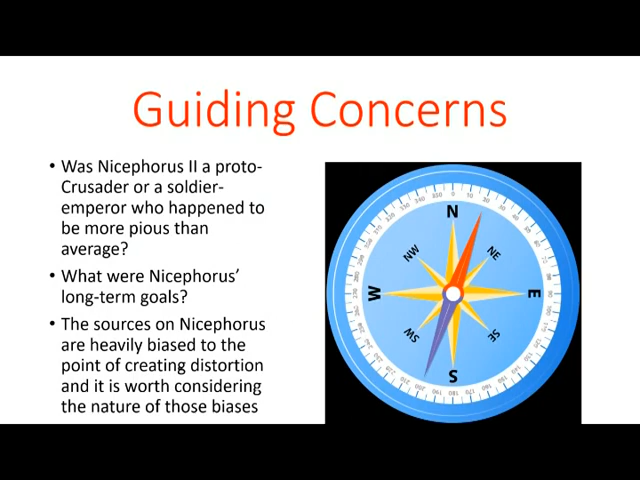 Guiding Concerns
• Was Nicephorus II a proto-
Crusader or a soldier-
emperor who happened to
be more pious than
average?
• What were Nicephorus'
long-term goals?
• The sources on Nicephorus
are heavily biased to the
point of creating distortion
and it is worth considering
the nature of those biases
N
NW
NE
W
E
SW
SE
S